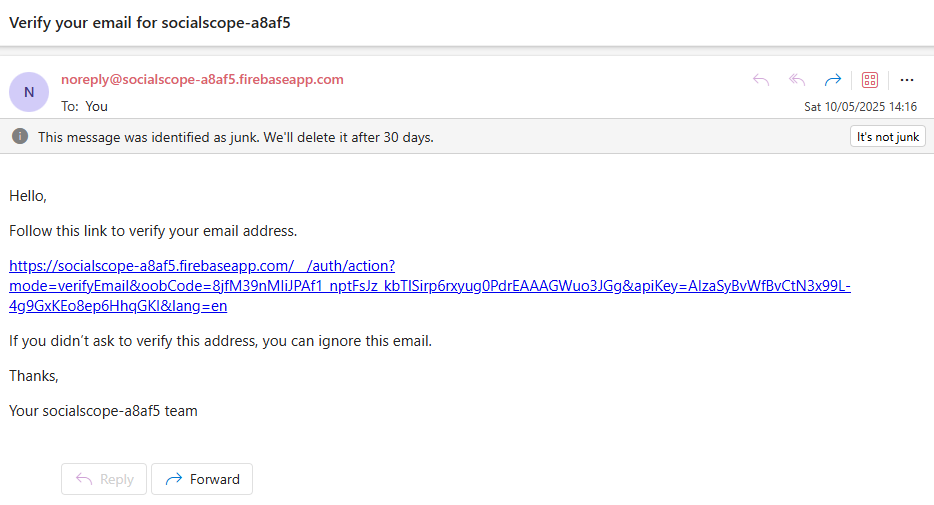 Verify your email for socialscope-a8af5
N
noreply@socialscope-a8af5.firebaseapp.com
To: You
Sat 10/05/2025 14:16
This message was identified as junk. We'll delete it after 30 days.
It's not junk
Hello,
Follow this link to verify your email address.
https://socialscope-a8af5.firebaseapp.com/__/auth/action?
mode=verifyEmail&oobCode=8jfM39nMIiJPAf1_nptFsJz_kbTISirp6rxyug0PdrEAAAGWuo3JGg&apiKey=AIzaSyBvWfBvCtN3x99L-
4g9GxKEo8ep6HhqGKI&lang=en
If you didn’t ask to verify this address, you can ignore this email.
Thanks,
Your socialscope-a8af5 team
Reply
Forward